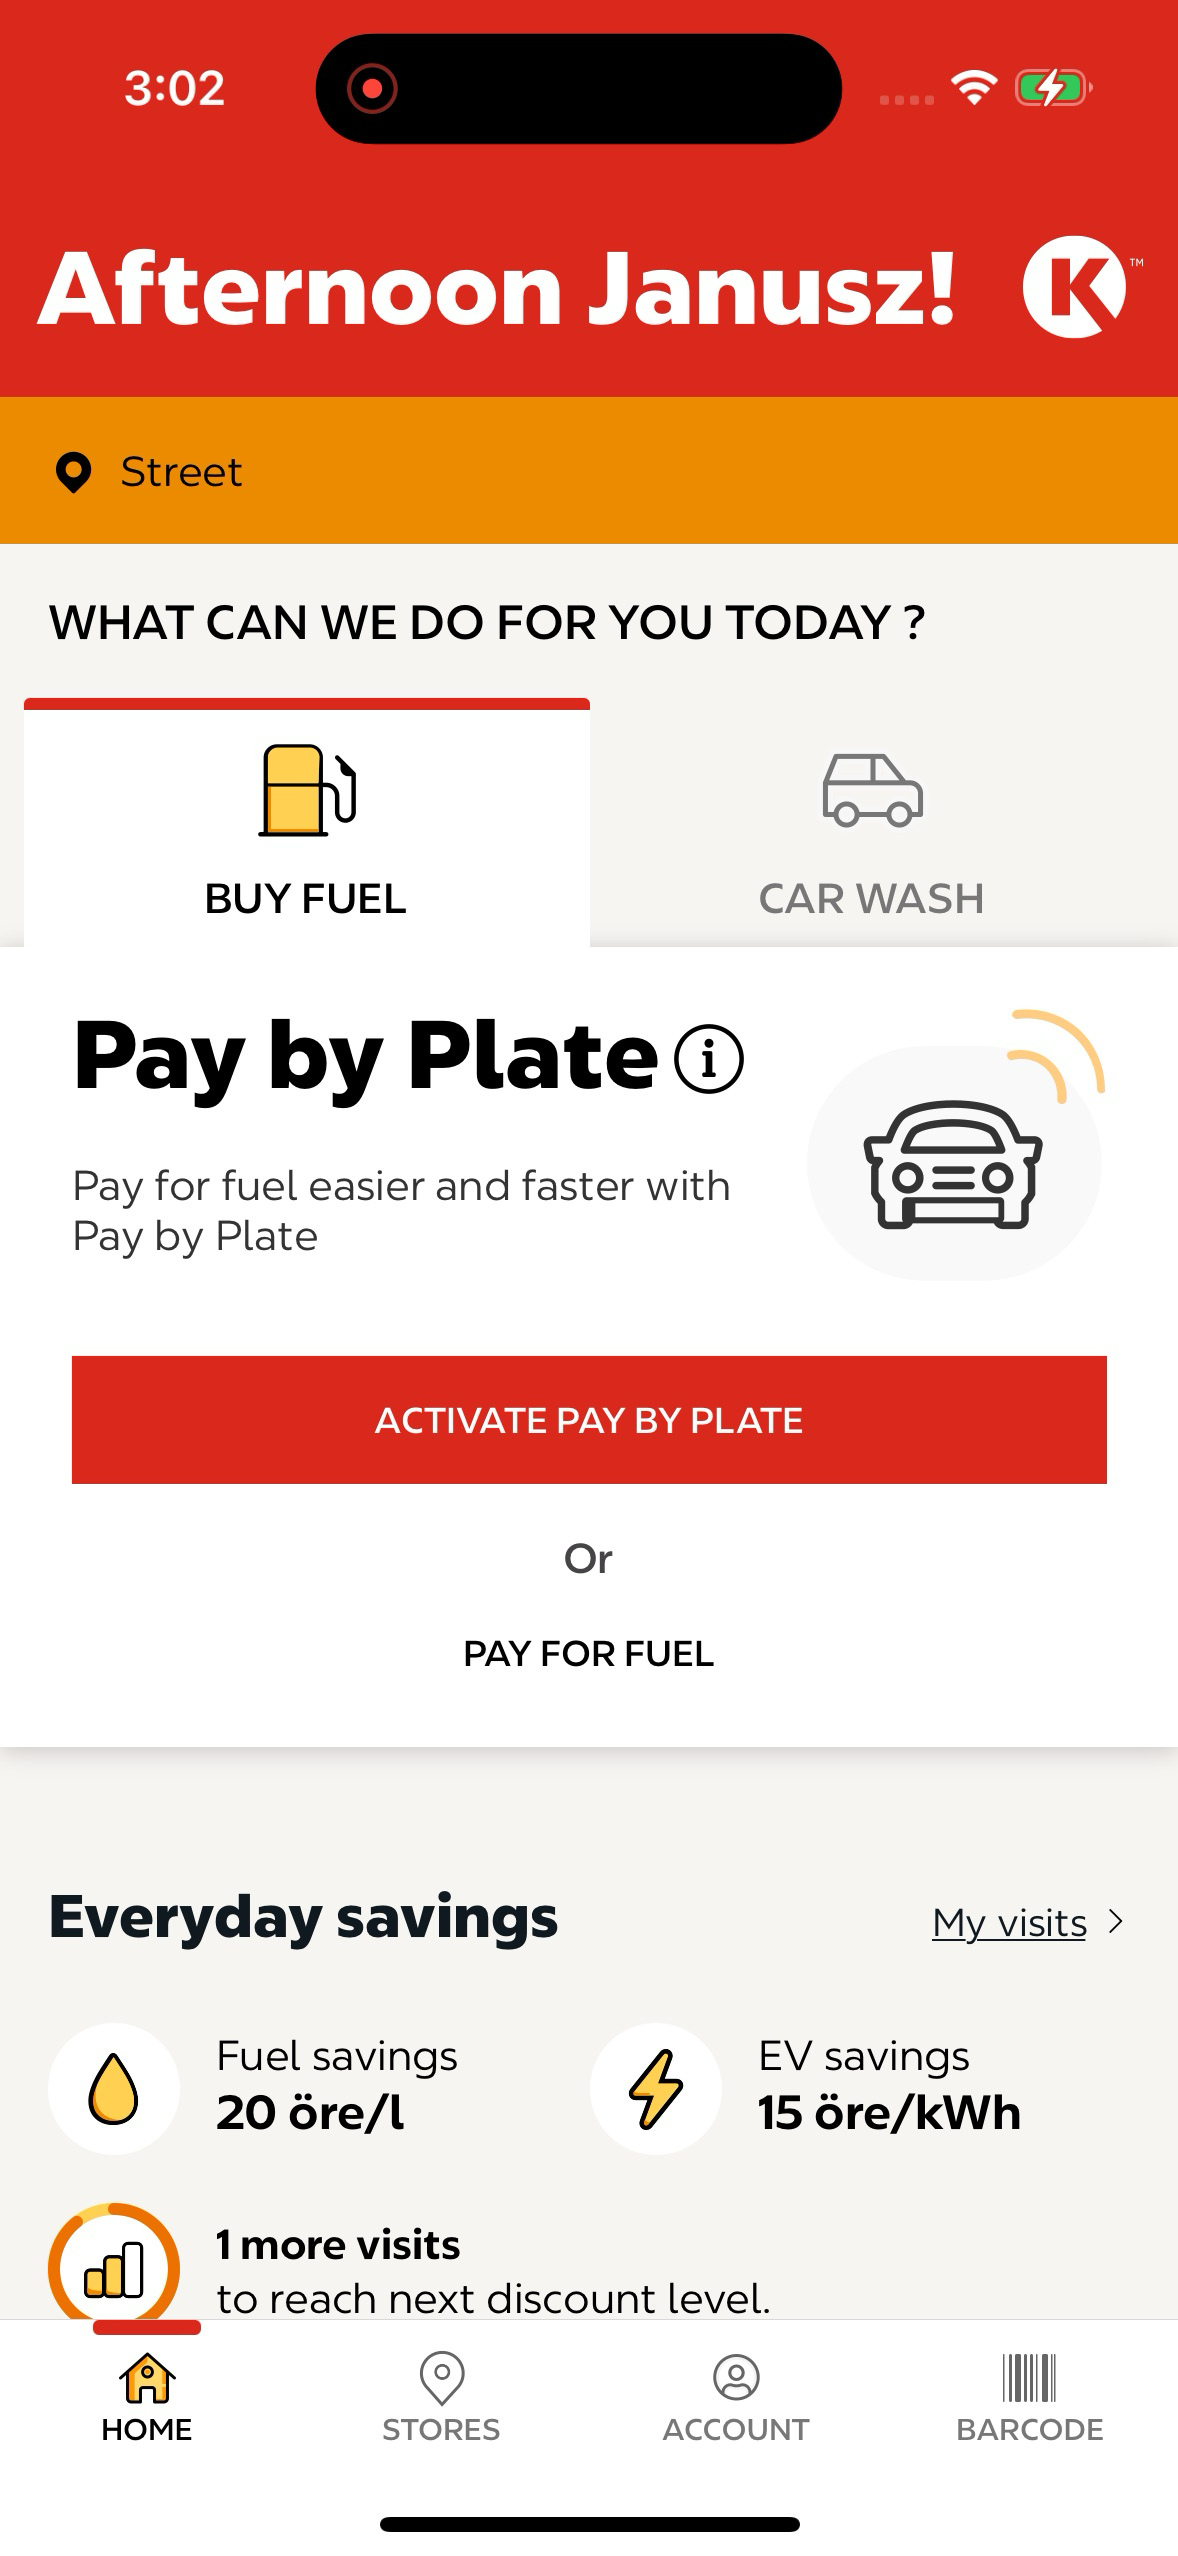 3:02
Afternoon Janusz!
K
TM
Street
WHAT CAN WE DO FOR YOU TODAY ?
BUY FUEL
CAR WASH
Pay by Plate
i
Pay for fuel easier and faster with
Pay by Plate
ACTIVATE PAY BY PLATE
Or
PAY FOR FUEL
Everyday savings
My visits
Fuel savings
20 öre/l
EV savings
15 öre/kWh
1 more visits
to reach next discount level.
HOME
STORES
ACCOUNT
BARCODE